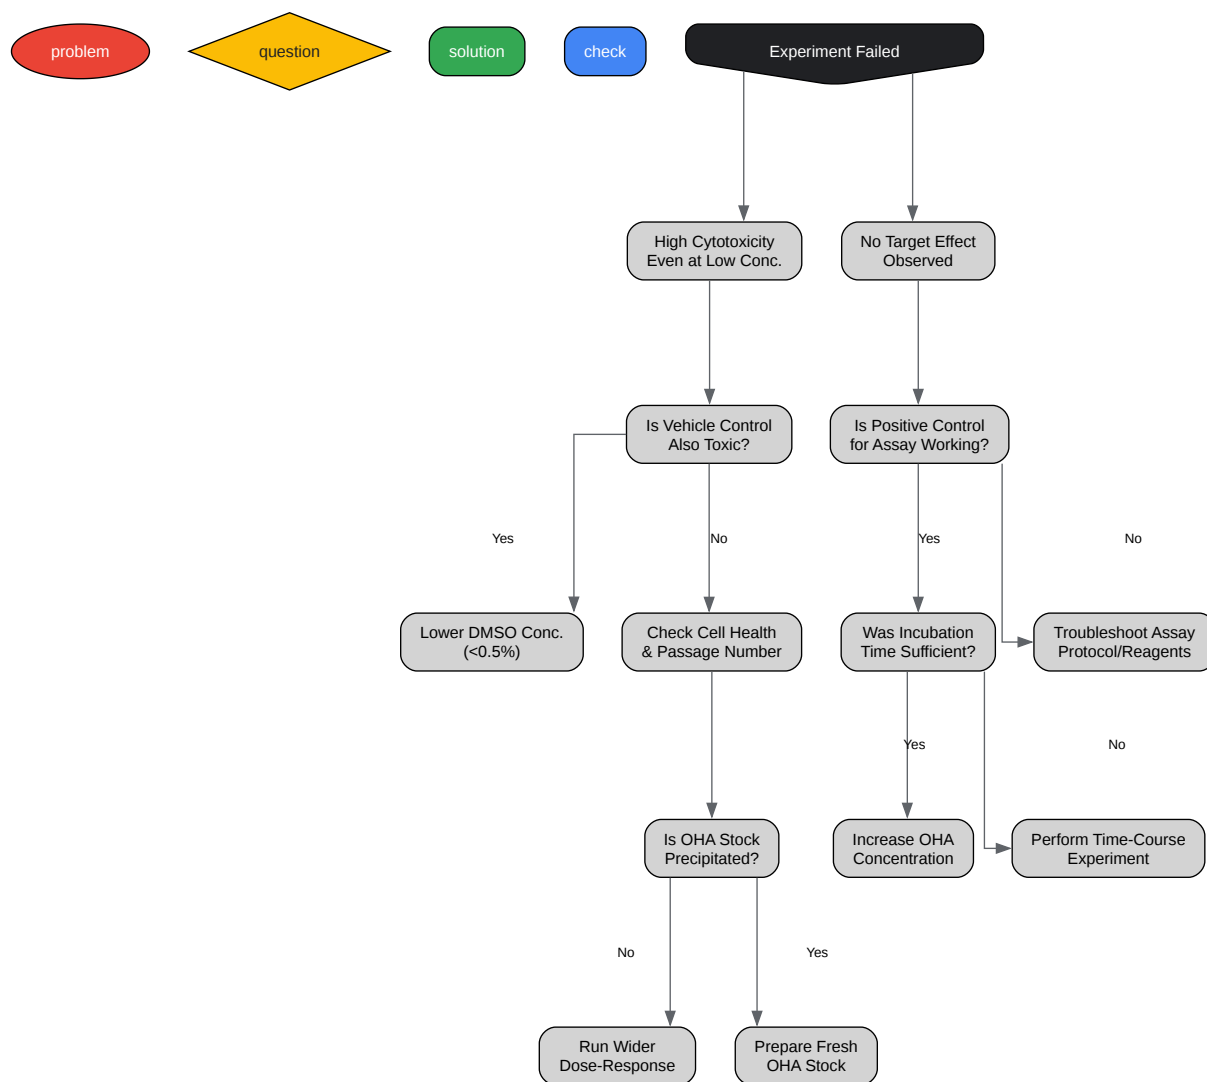 problem
question
solution
check
Experiment Failed
High Cytotoxicity
Even at Low Conc.
No Target Effect
Observed
Is Vehicle Control
Also Toxic?
Is Positive Control
for Assay Working?
Yes
No
Yes
No
Lower DMSO Conc.
(<0.5%)
Check Cell Health
& Passage Number
Was Incubation
Time Sufficient?
Troubleshoot Assay
Protocol/Reagents
Yes
No
Is OHA Stock
Precipitated?
Increase OHA
Concentration
Perform Time-Course
Experiment
No
Yes
Run Wider
Dose-Response
Prepare Fresh
OHA Stock